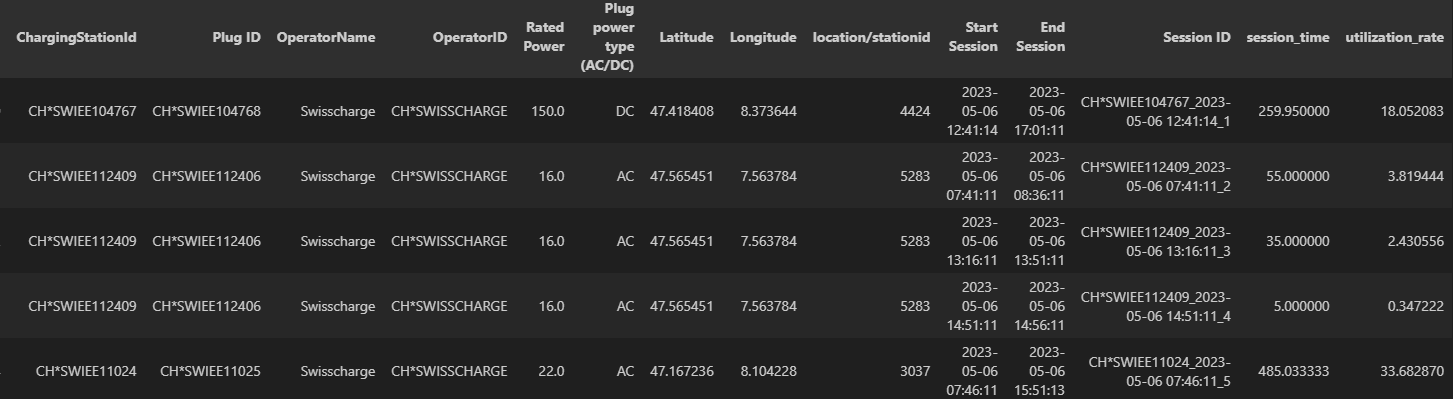 ChargingStationId Plug ID OperatorName OperatorID Rated Power Plug power type (AC/DC) Latitude Longitude location/stationid Start Session End Session Session ID session_time utilization_rate
CH*SWIEE104767 CH*SWIEE104768 Swisscharge CH*SWISSCHARGE 150.0 DC 47.418408 8.373644 4424 2023-05-06 12:41:14 2023-05-06 17:01:11 CH*SWIEE104767_2023-05-06 12:41:14_1 259.950000 18.052083
CH*SWIEE112409 CH*SWIEE112406 Swisscharge CH*SWISSCHARGE 16.0 AC 47.565451 7.563784 5283 2023-05-06 07:41:11 2023-05-06 08:36:11 CH*SWIEE112409_2023-05-06 07:41:11_2 55.000000 3.819444
CH*SWIEE112409 CH*SWIEE112406 Swisscharge CH*SWISSCHARGE 16.0 AC 47.565451 7.563784 5283 2023-05-06 13:16:11 2023-05-06 13:51:11 CH*SWIEE112409_2023-05-06 13:16:11_3 35.000000 2.430556
CH*SWIEE112409 CH*SWIEE112406 Swisscharge CH*SWISSCHARGE 16.0 AC 47.565451 7.563784 5283 2023-05-06 14:51:11 2023-05-06 14:56:11 CH*SWIEE112409_2023-05-06 14:51:11_4 5.000000 0.347222
CH*SWIEE11024 CH*SWIEE11025 Swisscharge CH*SWISSCHARGE 22.0 AC 47.167236 8.104228 3037 2023-05-06 07:46:11 2023-05-06 15:51:13 CH*SWIEE11024_2023-05-06 07:46:11_5 485.033333 33.682870